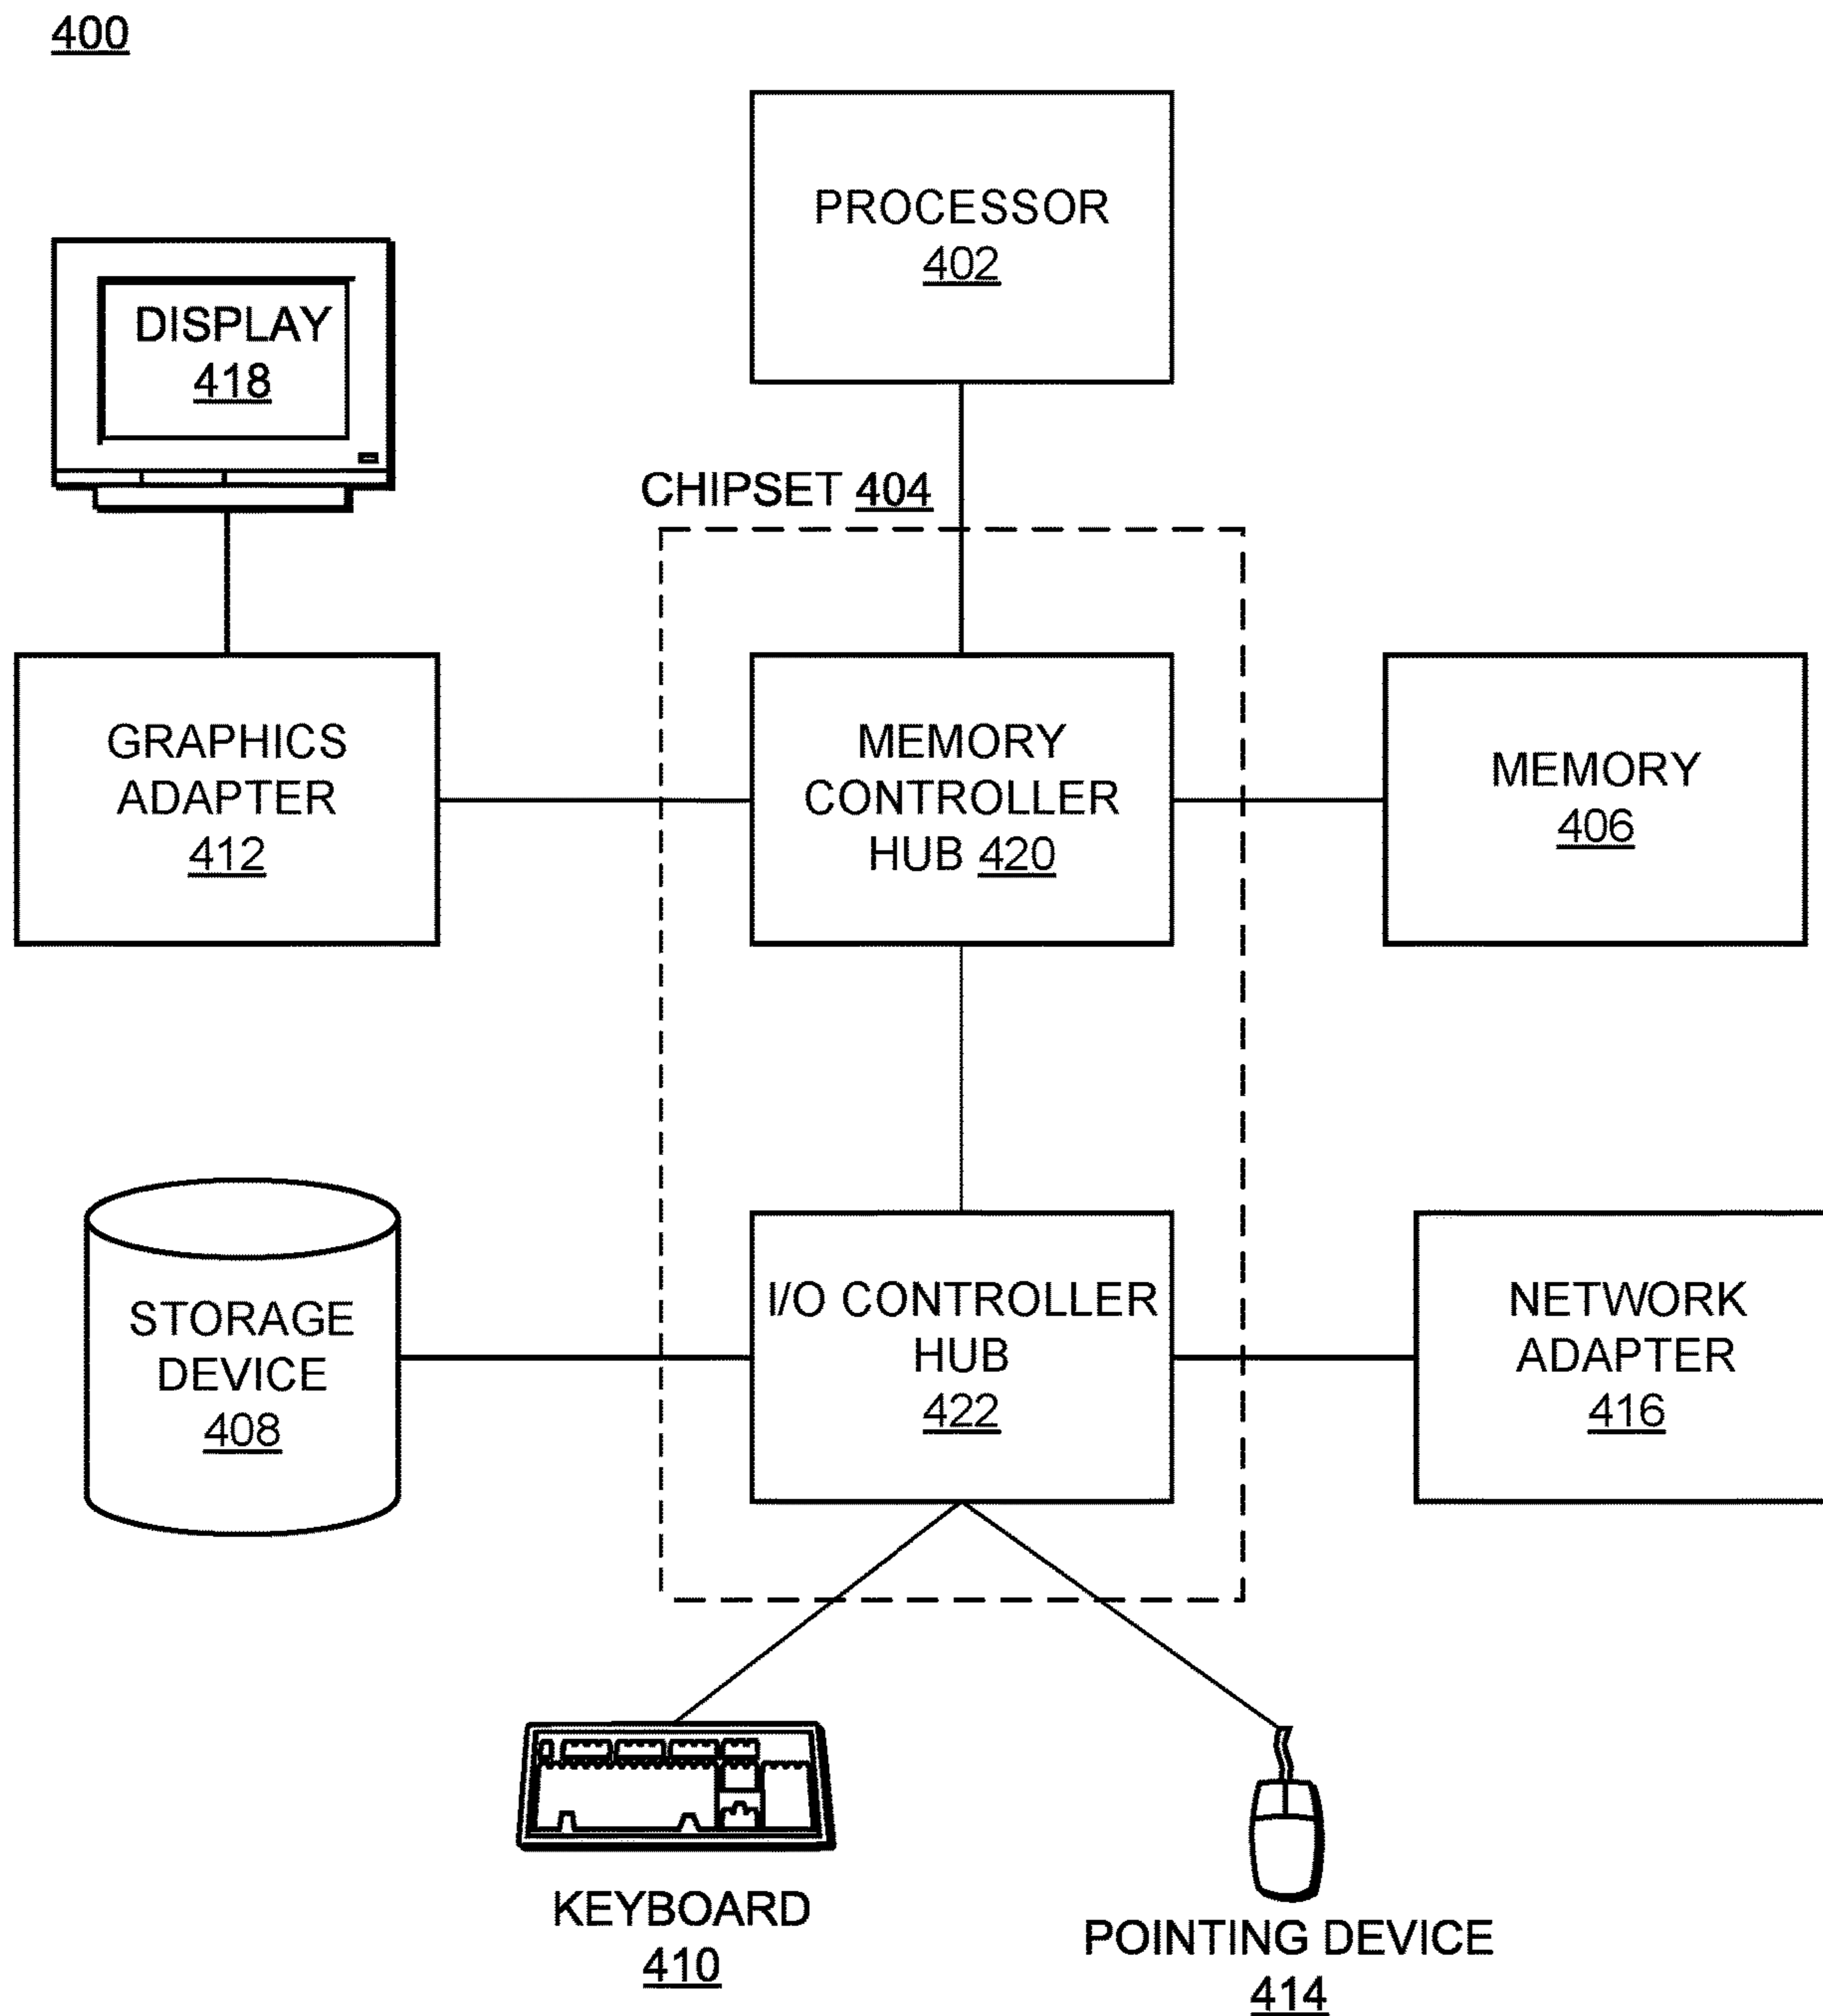 400
PROCESSOR
402
DISPLAY
418
CHIPSET 404
GRAPHICS
ADAPTER
412
MEMORY
CONTROLLER
HUB 420
MEMORY
406
STORAGE
DEVICE
408
I/O CONTROLLER
HUB
422
NETWORK
ADAPTER
416
KEYBOARD
410
POINTING DEVICE
414